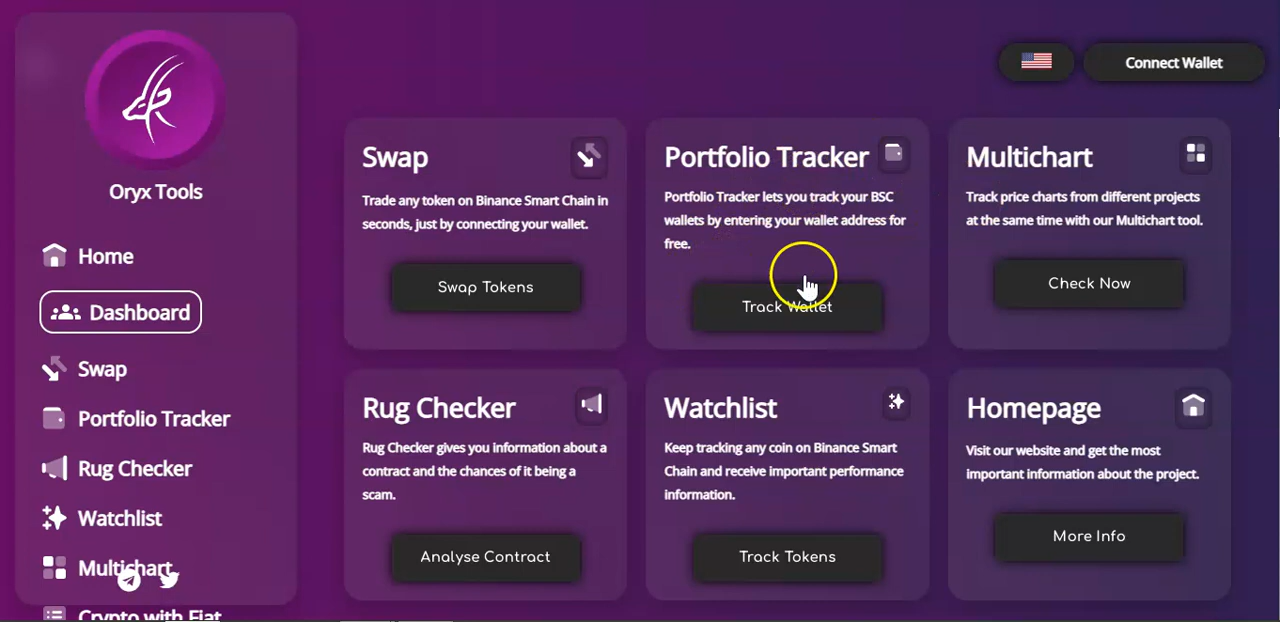 Connect Wallet
Oryx Tools
Home
Dashboard
Swap
Portfolio Tracker
Rug Checker
Watchlist
Multichart
Crypto with Fiat
Swap
Trade any token on Binance Smart Chain in
seconds, just by connecting your wallet.
Swap Tokens
Portfolio Tracker
Portfolio Tracker lets you track your BSC
wallets by entering your wallet address for
free.
Track Wallet
Multichart
Track price charts from different projects
at the same time with our Multichart tool.
Check Now
Rug Checker
Rug Checker gives you information about a
contract and the chances of it being a
scam.
Analyse Contract
Watchlist
Keep tracking any coin on Binance Smart
Chain and receive important performance
information.
Track Tokens
Homepage
Visit our website and get the most
important information about the project.
More Info